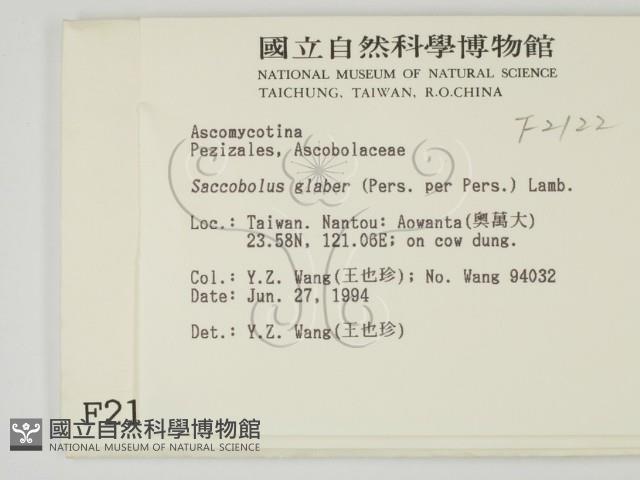 國立自然科學博物館
NATIONAL MUSEUM OF NATURAL SCIENCE
TAICHUNG, TAIWAN, R.O.CHINA
F2122
Ascomycotina
Pezizales, Ascobolaceae
Saccobolus glaber (Pers. per Pers.) Lamb.
Loc.: Taiwan. Nantou: Aowanta(奧萬大)
23.58N, 121.06E; on cow dung.
Col.: Y.Z. Wang(王也珍); No. Wang 94032
Date: Jun. 27, 1994
Det.: Y.Z. Wang(王也珍)
F21
國立自然科學博物館
NATIONAL MUSEUM OF NATURAL SCIENCE